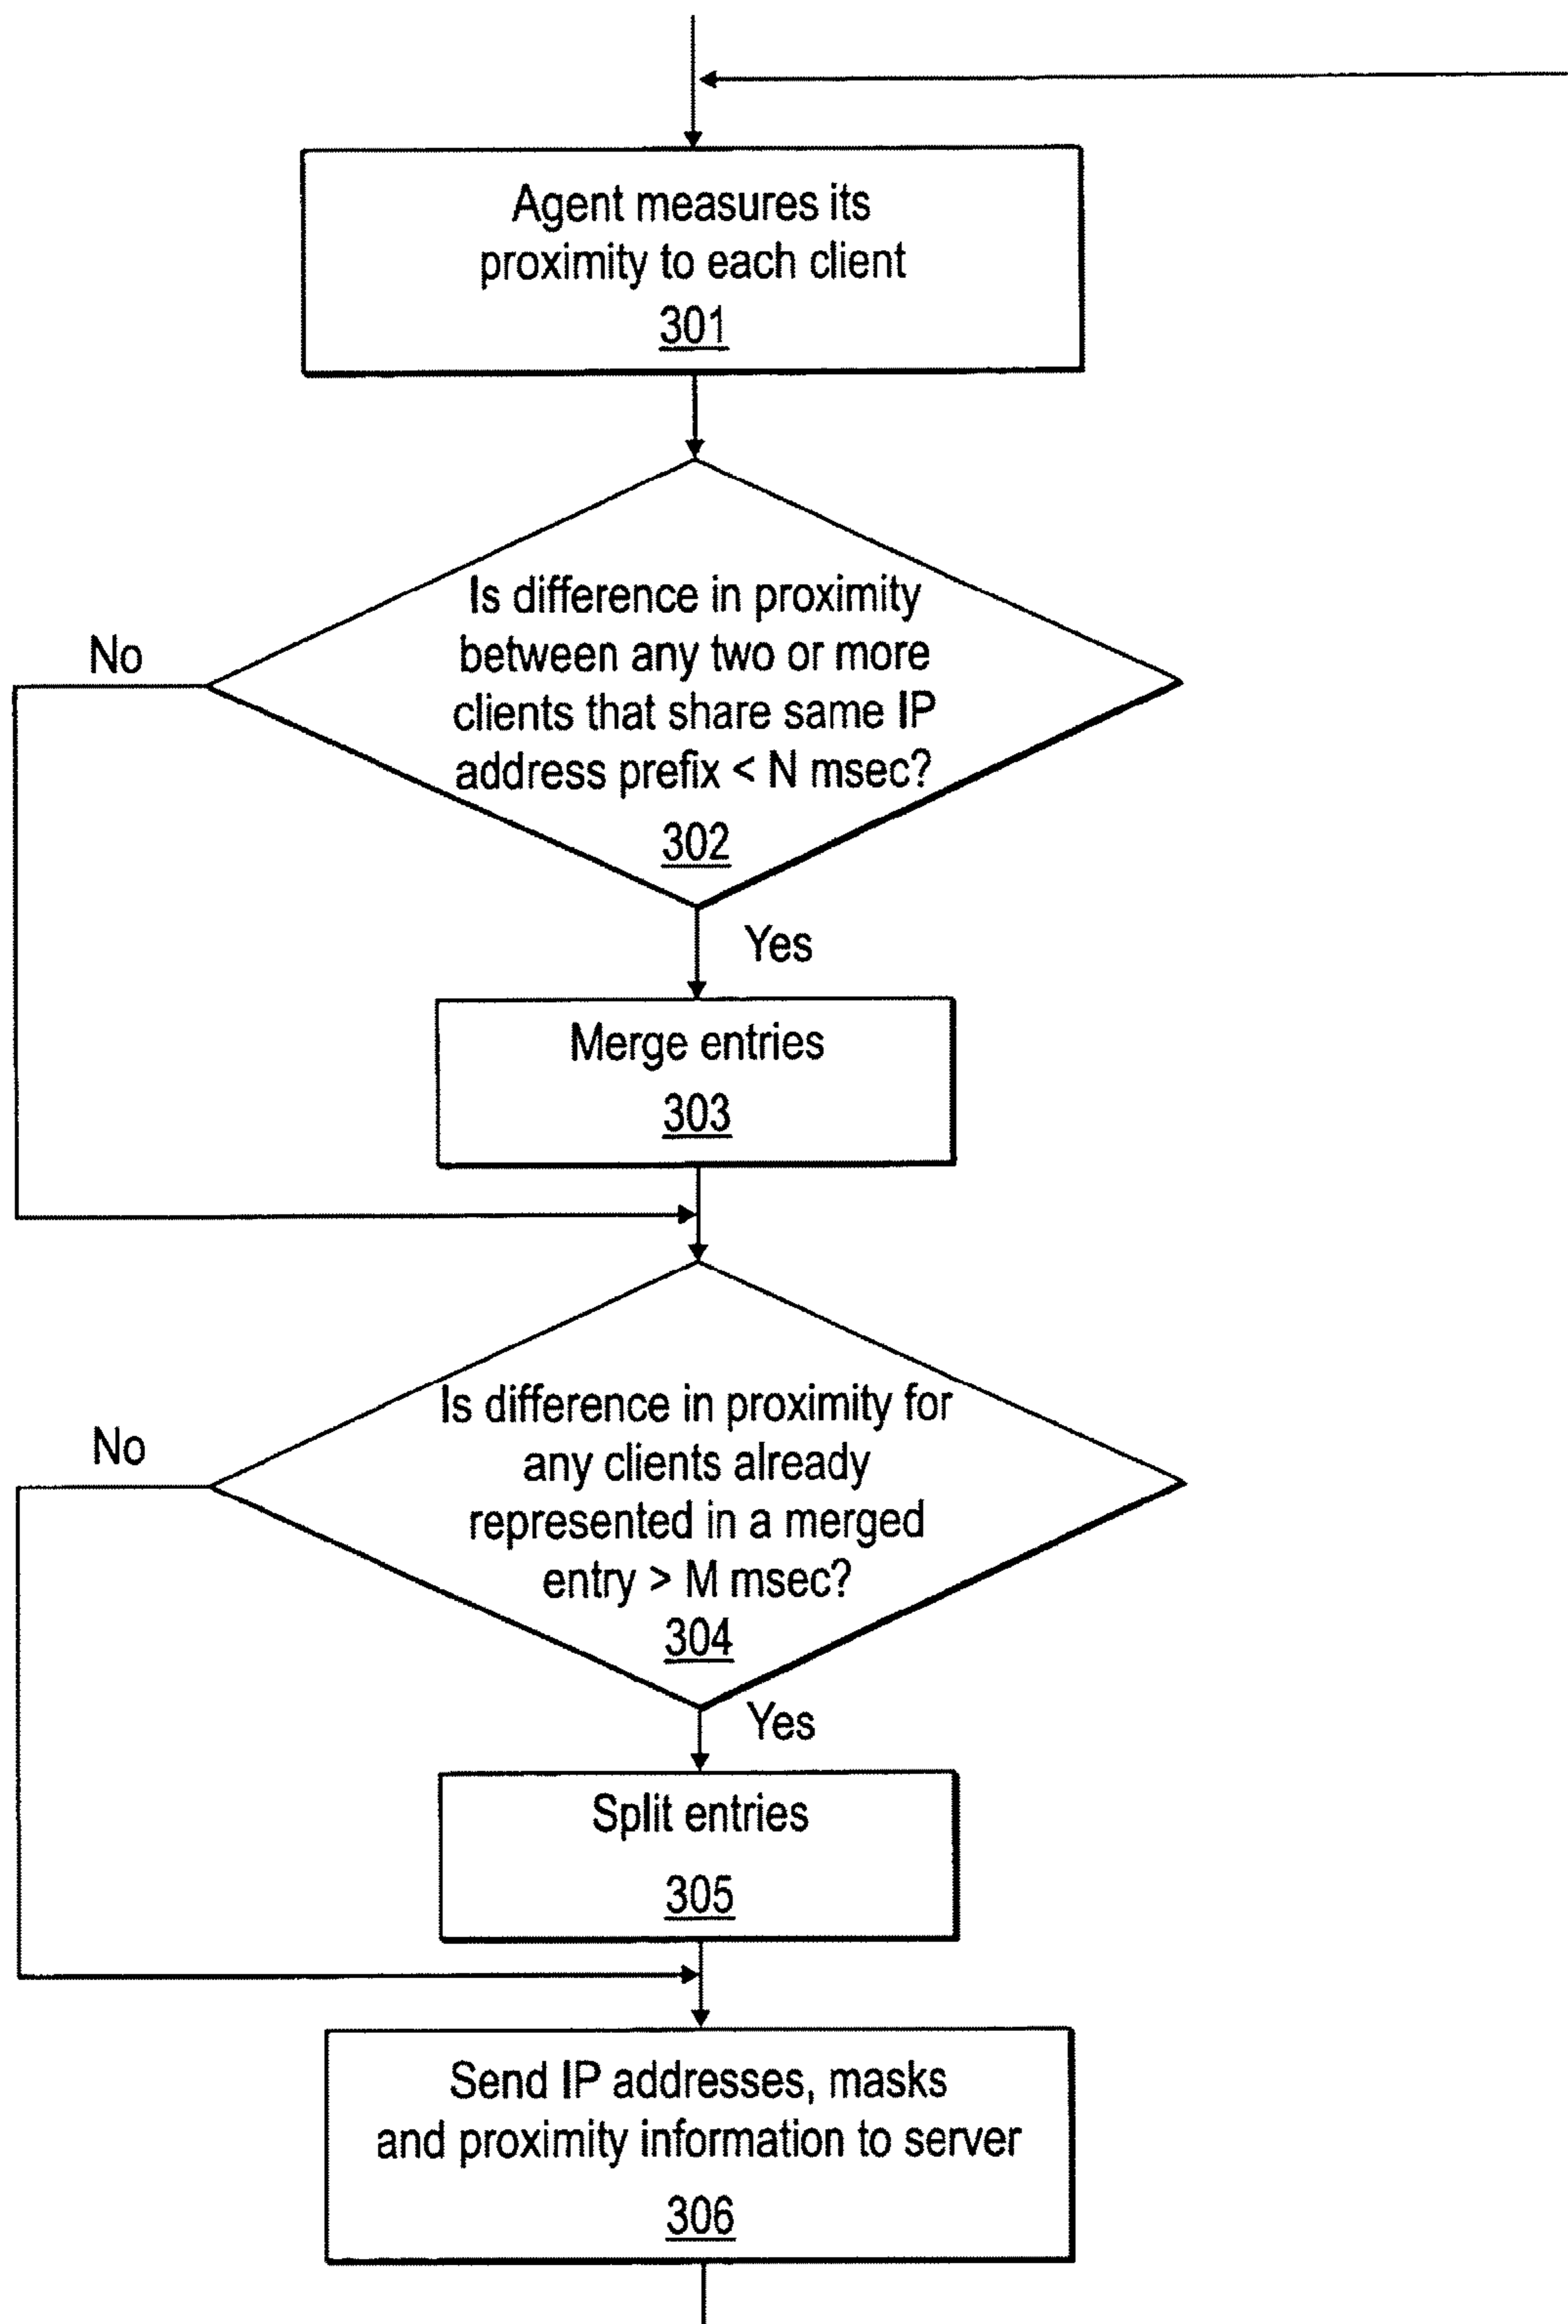 Agent measures its
proximity to each client
301
Is difference in proximity
between any two or more
clients that share same IP
address prefix < N msec?
302
No
Yes
Merge entries
303
Is difference in proximity for
any clients already
represented in a merged
entry > M msec?
304
No
Yes
Split entries
305
Send IP addresses, masks
and proximity information to server
306